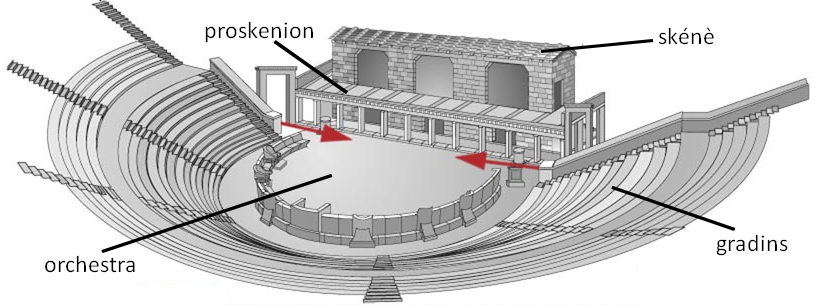 proskenion
skénè
gradins
orchestra